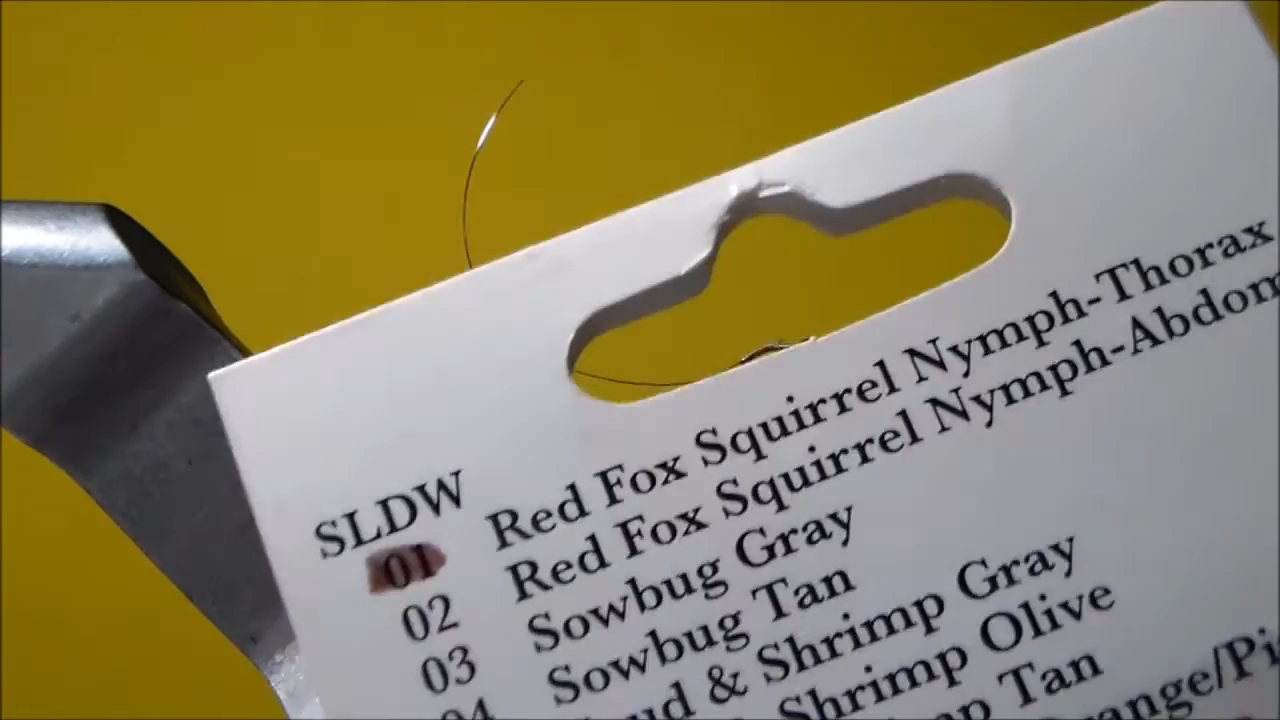 SLDW
01 Red Fox Squirrel Nymph-Thorax
02 Red Fox Squirrel Nymph-Abdom
03 Sowbug Gray
04 Sowbug Tan
& Shrimp Gray
Shrimp Olive
Tan